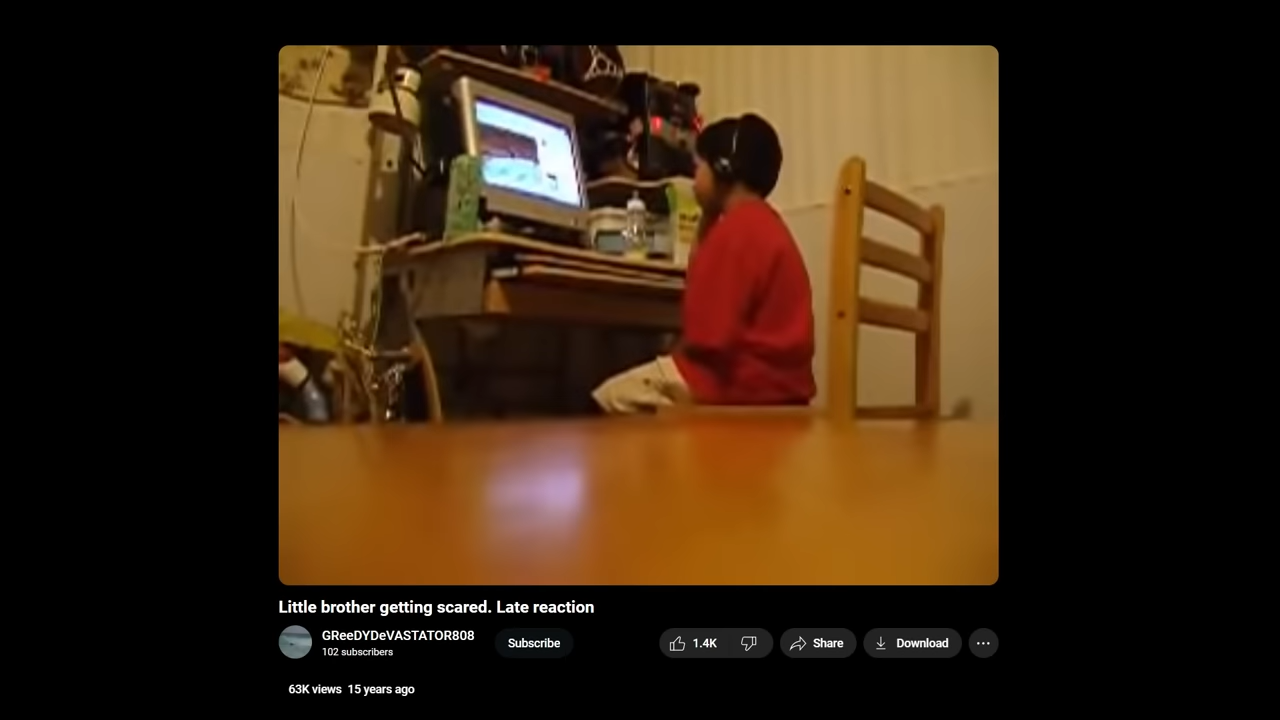 Little brother getting scared. Late reaction
GReeDYDeVASTATOR808
102 subscribers
Subscribe
1.4K
Share
Download
63K views 15 years ago